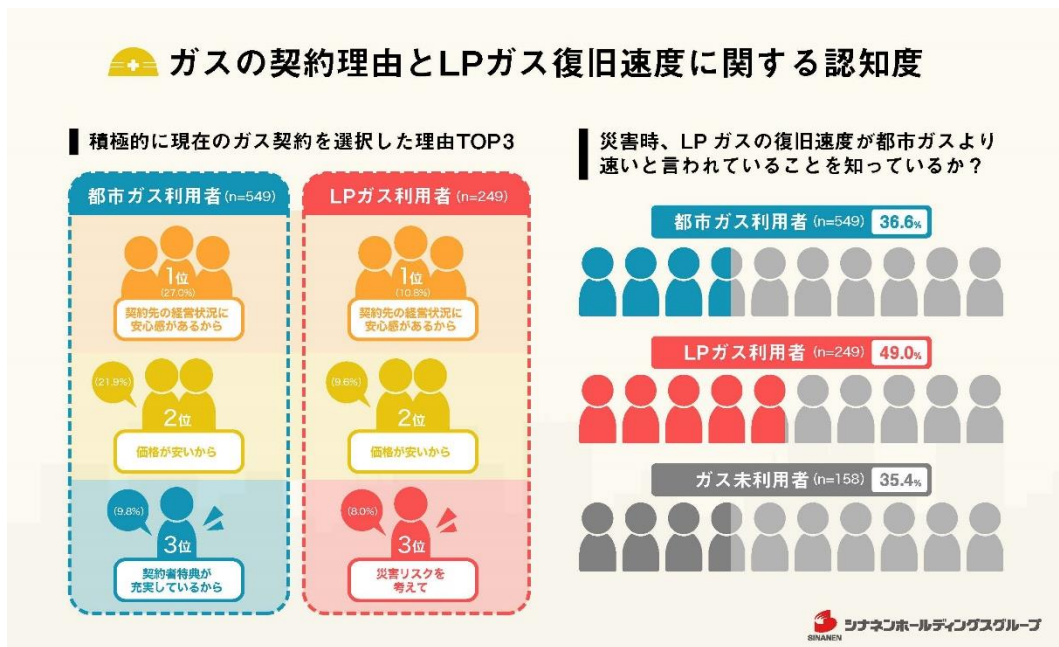 ガスの契約理由とLPガス復旧速度に関する認知度
積極的に現在のガス契約を選択した理由TOP3
都市ガス利用者(n=549)
1位
(27.0%)
契約先の経営状況に
安心感があるから
(21.9%)
2位
価格が安いから
(9.8%)
3位
契約者特典が
充実しているから
LPガス利用者(n=249)
1位
(10.8%)
契約先の経営状況に
安心感があるから
(9.6%)
2位
価格が安いから
(8.0%)
3位
災害リスクを
考えて
災害時、LPガスの復旧速度が都市ガスより
速いと言われていることを知っているか？
都市ガス利用者(n=549) 36.6%
LPガス利用者(n=249) 49.0%
ガス未利用者(n=158) 35.4%
SINANEN
シナネンホールディングスグループ